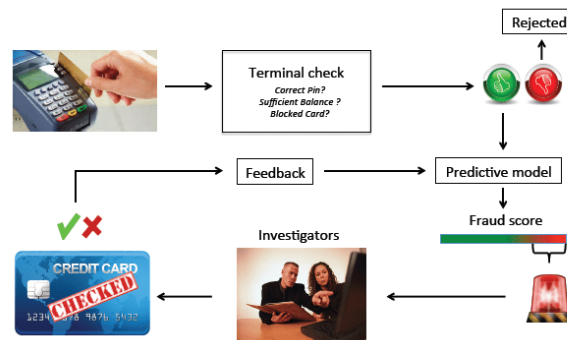 Rejected
Terminal check
Correct Pin?
Sufficient Balance ?
Blocked Card?
Feedback
Predictive model
Fraud score
Investigators
CREDIT CARD
CHECKED
1234 5678 9876 5432